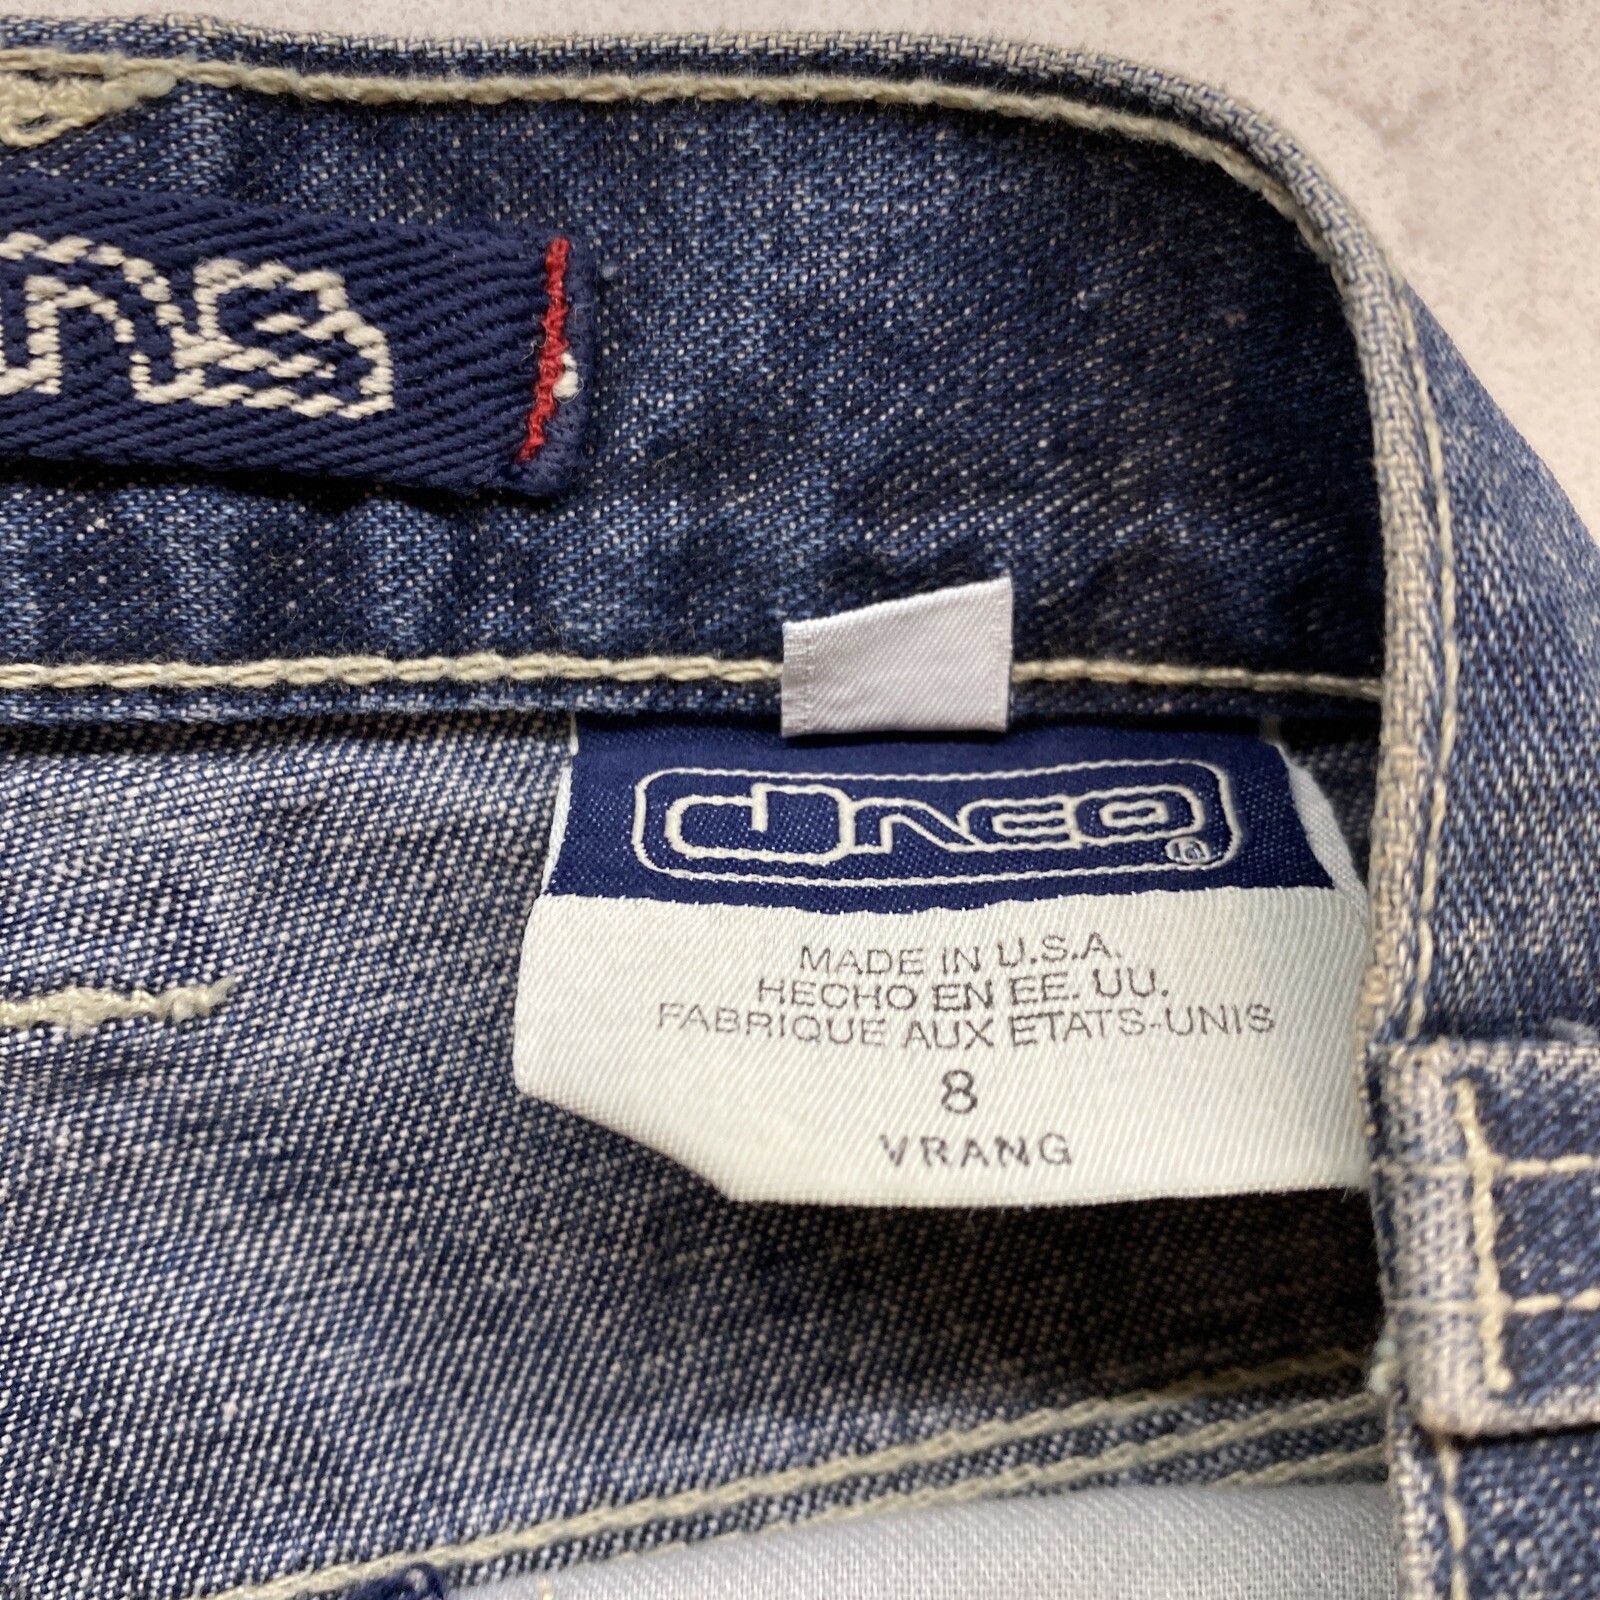 JNCO®
MADE IN U.S.A.
HECHO EN EE. UU.
FABRIQUE AUX ETATS-UNIS
8
VRANG